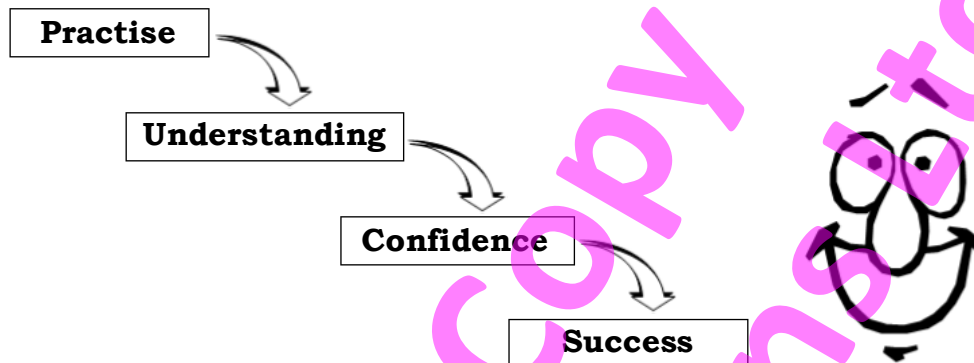 Practise
Understanding
Confidence
Success
Copy